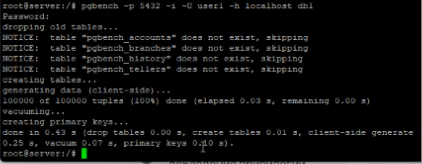 root@server:/# pgbench -p 5432 -i -U user1 -h localhost db1
Password:
dropping old tables...
NOTICE:  table "pgbench_accounts" does not exist, skipping
NOTICE:  table "pgbench_branches" does not exist, skipping
NOTICE:  table "pgbench_history" does not exist, skipping
NOTICE:  table "pgbench_tellers" does not exist, skipping
creating tables...
generating data (client-side)...
100000 of 100000 tuples (100%) done (elapsed 0.03 s, remaining 0.00 s)
vacuuming...
creating primary keys...
done in 0.43 s (drop tables 0.00 s, create tables 0.01 s, client-side generate
0.25 s, vacuum 0.07 s, primary keys 0.10 s).
root@server:/#